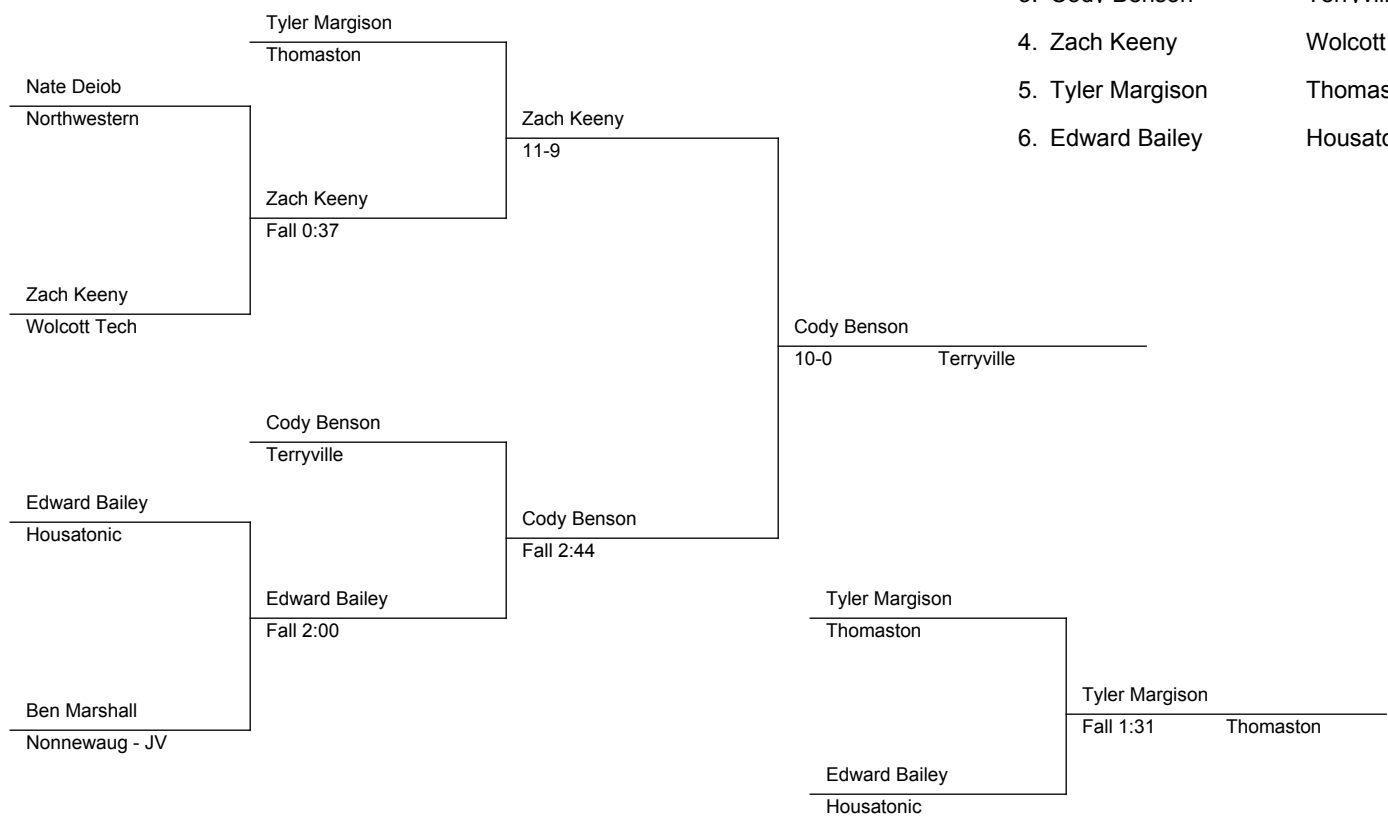 Tyler Margison
Thomaston
4. Zach Keeny Wolcott
Nate Deiob
Northwestern
5. Tyler Margison
Zach Keeny
11-9
6. Edward Bailey
Zach Keeny
Fall 0:37
Zach Keeny
Wolcott Tech
Cody Benson
10-0 Terryville
Cody Benson
Terryville
Edward Bailey
Housatonic
Cody Benson
Fall 2:44
Edward Bailey
Fall 2:00
Tyler Margison
Thomaston
Ben Marshall
Nonnewaug - JV
Tyler Margison
Fall 1:31 Thomaston
Edward Bailey
Housatonic